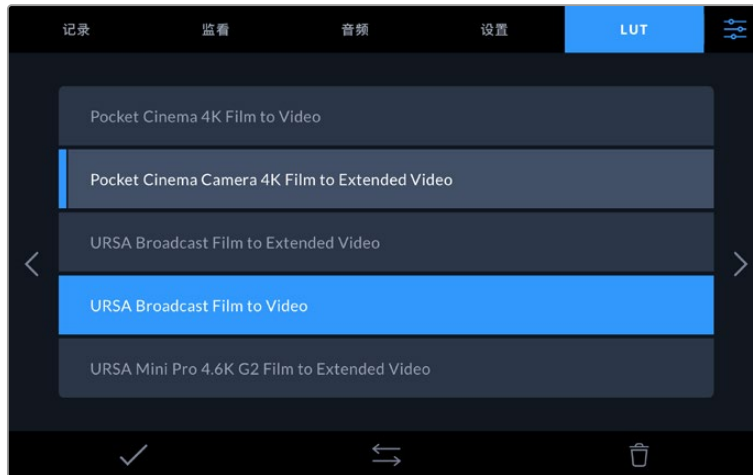 记录
监看
音频
设置
LUT
Pocket Cinema 4K Film to Video
Pocket Cinema Camera 4K Film to Extended Video
URSA Broadcast Film to Extended Video
URSA Broadcast Film to Video
URSA Mini Pro 4.6K G2 Film to Extended Video